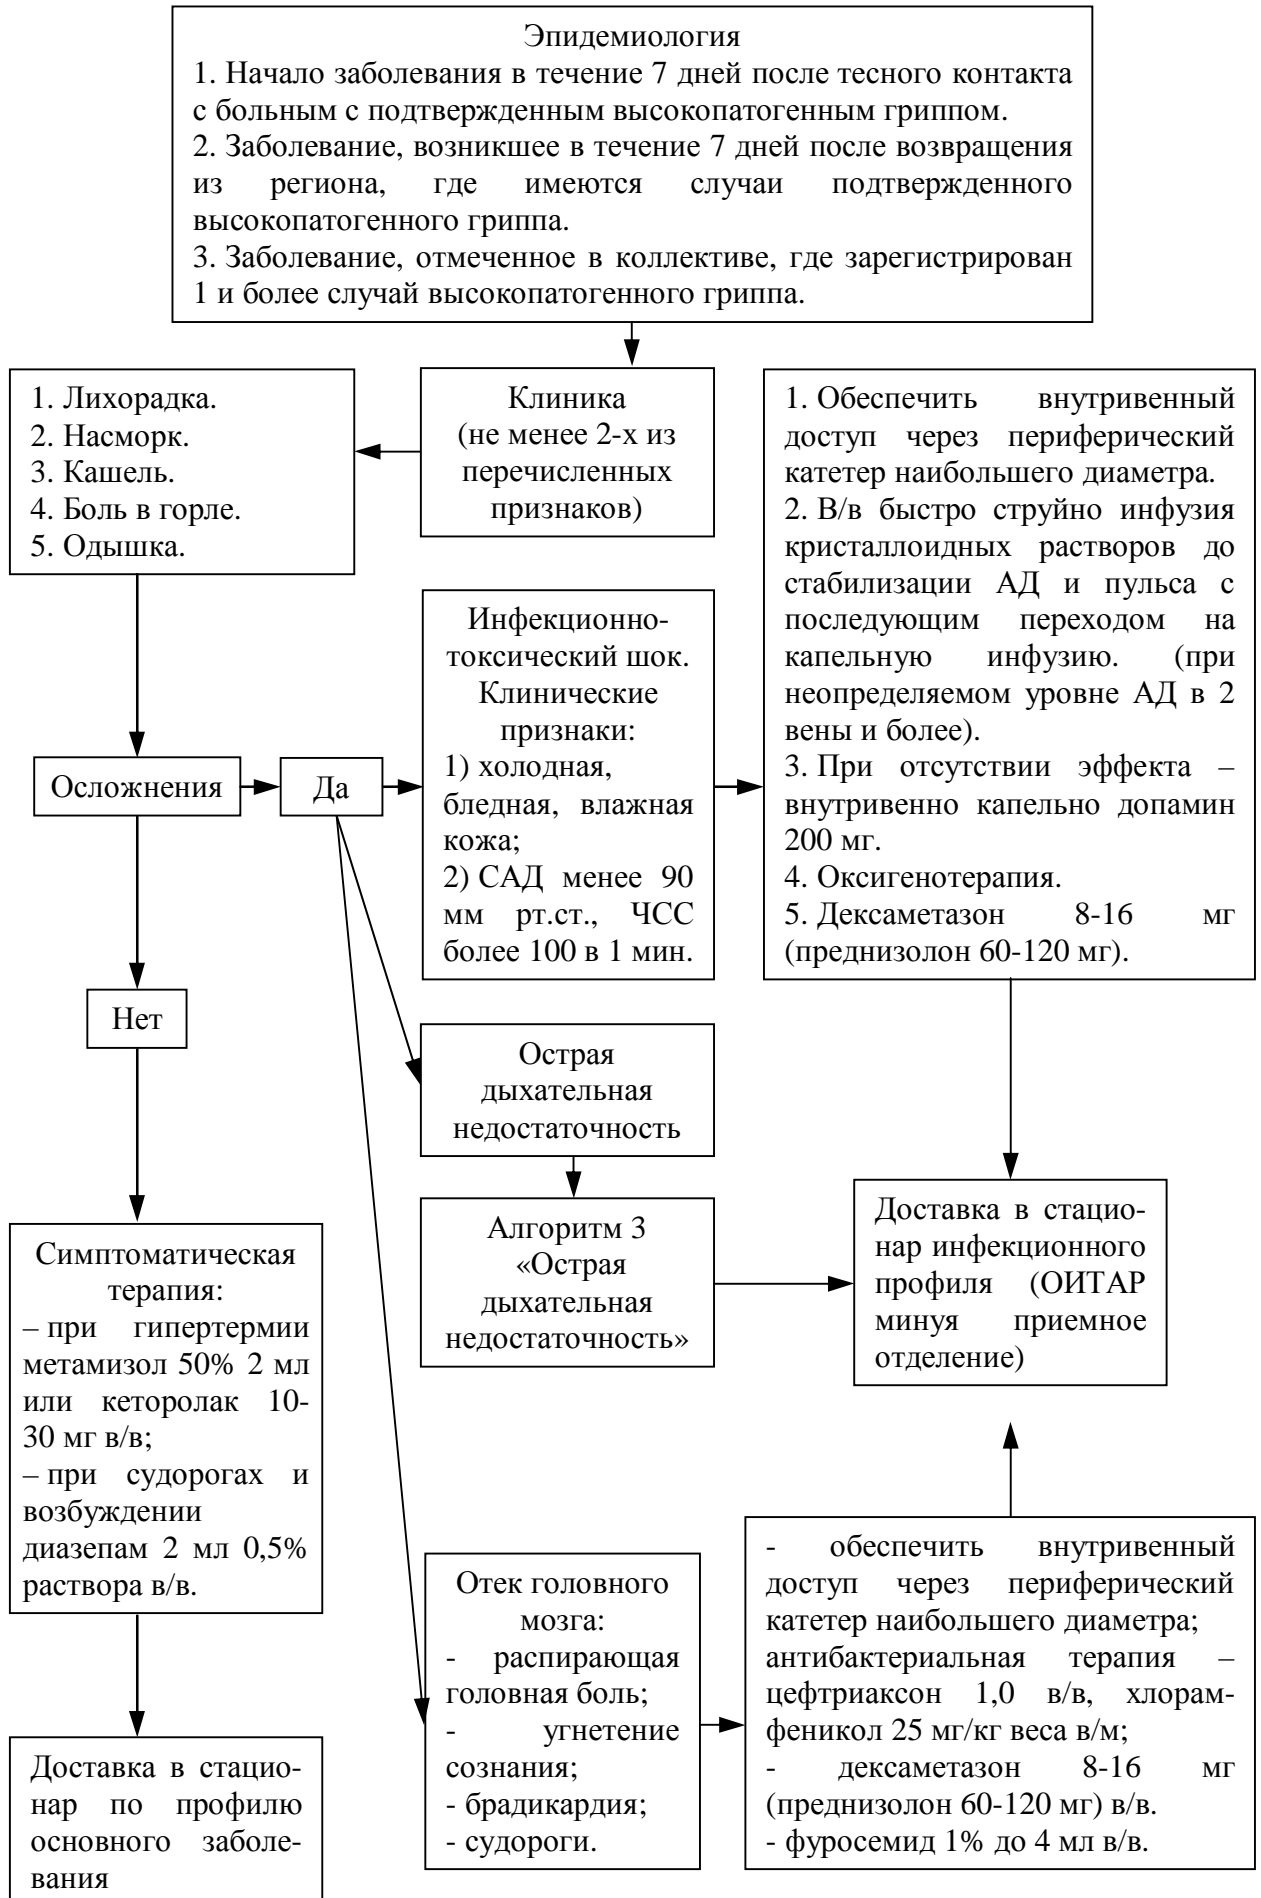 Эпидемиология
1. Начало заболевания в течение 7 дней после тесного контакта
с больным с подтвержденным высокопатогенным гриппом.
2. Заболевание, возникшее в течение 7 дней после возвращения
из региона, где имеются случаи подтвержденного
высокопатогенного гриппа.
3. Заболевание, отмеченное в коллективе, где зарегистрирован
1 и более случай высокопатогенного гриппа.
Клиника
(не менее 2-х из
перечисленных
признаков)
1. Лихорадка.
2. Насморк.
3. Кашель.
4. Боль в горле.
5. Одышка.
Осложнения
Да
Инфекционно-
токсический шок.
Клинические
признаки:
1) холодная,
бледная, влажная
кожа;
2) САД менее 90
мм рт.ст., ЧСС
более 100 в 1 мин.
1. Обеспечить внутривенный
доступ через периферический
катетер наибольшего диаметра.
2. В/в быстро струйно инфузия
кристаллоидных растворов до
стабилизации АД и пульса с
последующим переходом на
капельную инфузию. (при
неопределяемом уровне АД в 2
вены и более).
3. При отсутствии эффекта –
внутривенно капельно допамин
200 мг.
4. Оксигенотерапия.
5. Дексаметазон 8-16 мг
(преднизолон 60-120 мг).
Нет
Острая
дыхательная
недостаточность
Алгоритм 3
«Острая
дыхательная
недостаточность»
Доставка в стацио-
нар инфекционного
профиля (ОИТАР
минуя приемное
отделение)
Симптоматическая
терапия:
– при гипертермии
метамизол 50% 2 мл
или кеторолак 10-
30 мг в/в;
– при судорогах и
возбуждении
диазепам 2 мл 0,5%
раствора в/в.
Отек головного
мозга:
- распирающая
головная боль;
- угнетение
сознания;
- брадикардия;
- судороги.
- обеспечить внутривенный
доступ через периферический
катетер наибольшего диаметра;
антибактериальная терапия –
цефтриаксон 1,0 в/в, хлорам-
феникол 25 мг/кг веса в/м;
- дексаметазон 8-16 мг
(преднизолон 60-120 мг) в/в.
- фуросемид 1% до 4 мл в/в.
Доставка в стацио-
нар по профилю
основного заболе-
вания